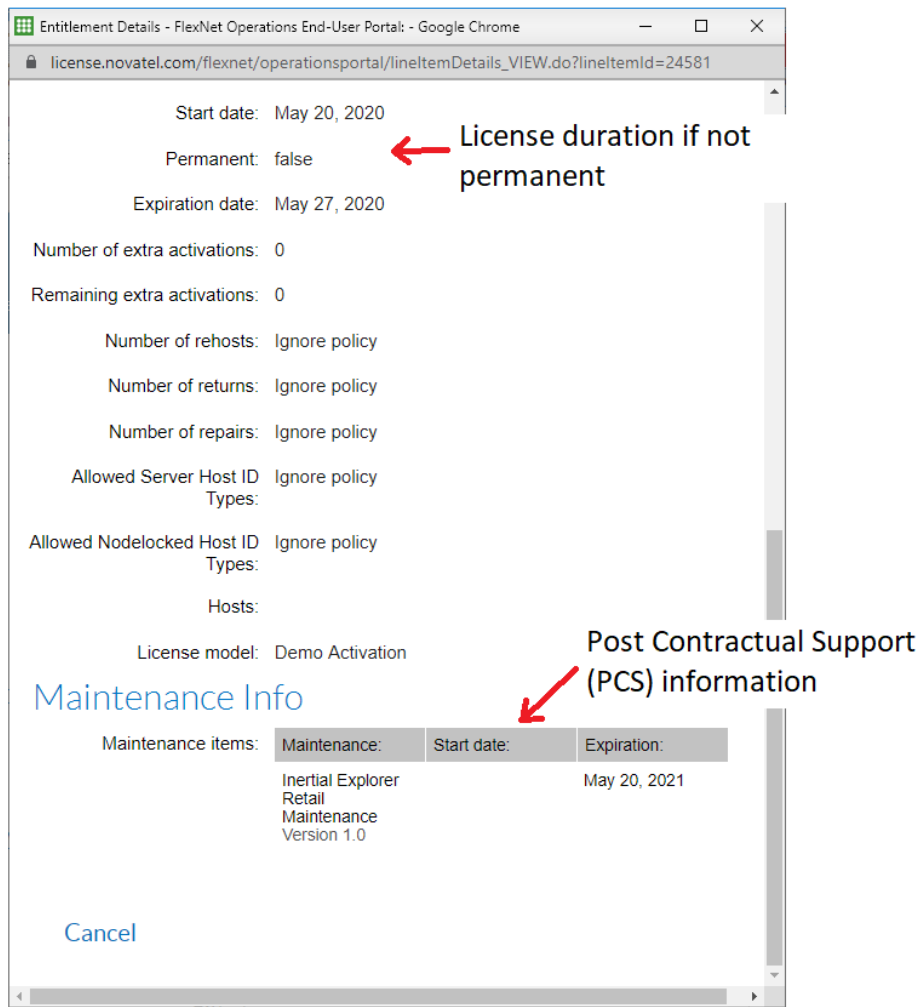 Entitlement Details - FlexNet Operations End-User Portal: - Google Chrome
license.novatel.com/flexnet/operationsportal/lineItemDetails_VIEW.do?lineItemId=24581
Start date: May 20, 2020
License duration if not
permanent
Permanent: false
Expiration date: May 27, 2020
Number of extra activations: 0
Remaining extra activations: 0
Number of rehosts: Ignore policy
Number of returns: Ignore policy
Number of repairs: Ignore policy
Allowed Server Host ID Ignore policy
Types:
Allowed Nodelocked Host ID Ignore policy
Types:
Hosts:
License model: Demo Activation
Post Contractual Support
(PCS) information
Maintenance Info
Maintenance items: Maintenance: Start date: Expiration:
Inertial Explorer May 20, 2021
Retail
Maintenance
Version 1.0
Cancel